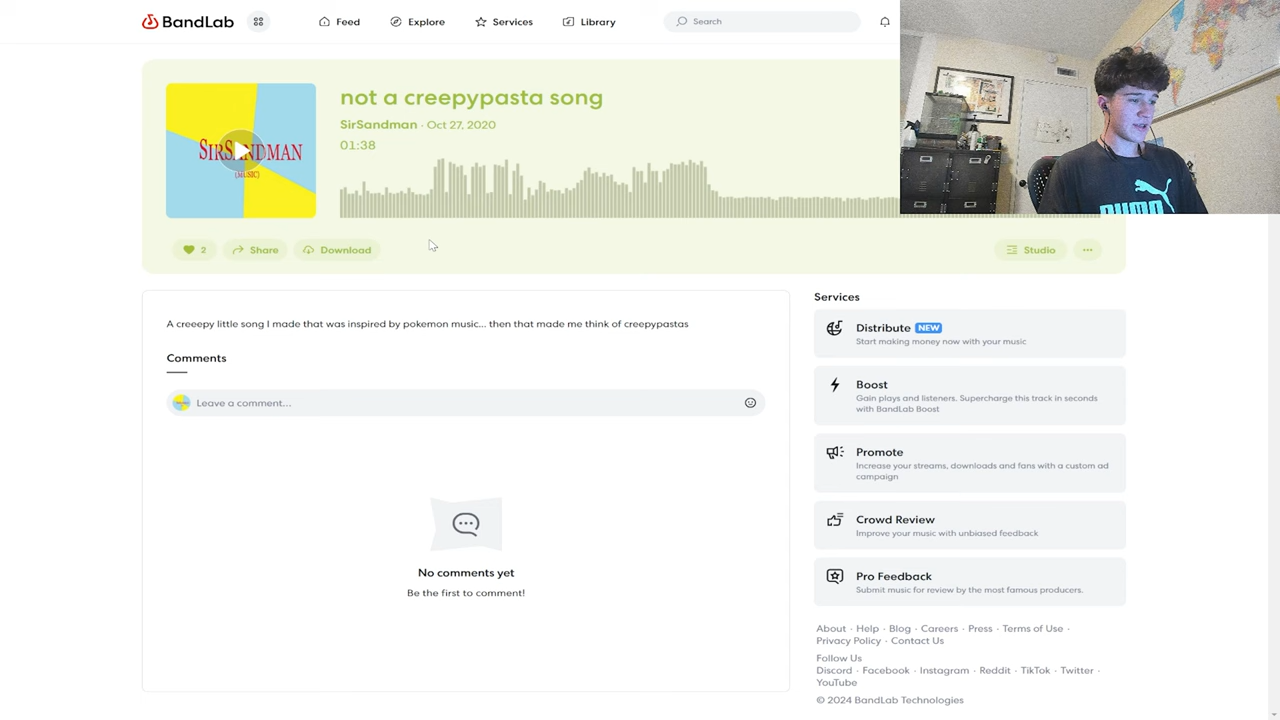 BandLab
Feed
Explore
Services
Library
Search
not a creepypasta song
SirSandman · Oct 27, 2020
01:38
SIRSANDMAN
(MUSIC)
2
Share
Download
Studio
A creeepy little song I made that was inspired by pokemon music... then that made me think of creepypastas
Comments
Leave a comment...
No comments yet
Be the first to comment!
Services
Distribute NEW
Start making money now with your music
Boost
Gain plays and listeners. Supercharge this track in seconds
with BandLab Boost
Promote
Increase your streams, downloads and fans with a custom ad
campaign
Crowd Review
Improve your music with unbiased feedback
Pro Feedback
Submit music for review by the most famous producers.
About · Help · Blog · Careers · Press · Terms of Use ·
Privacy Policy · Contact Us
Follow Us
Discord · Facebook · Instagram · Reddit · TikTok · Twitter ·
YouTube
© 2024 BandLab Technologies
PUMA